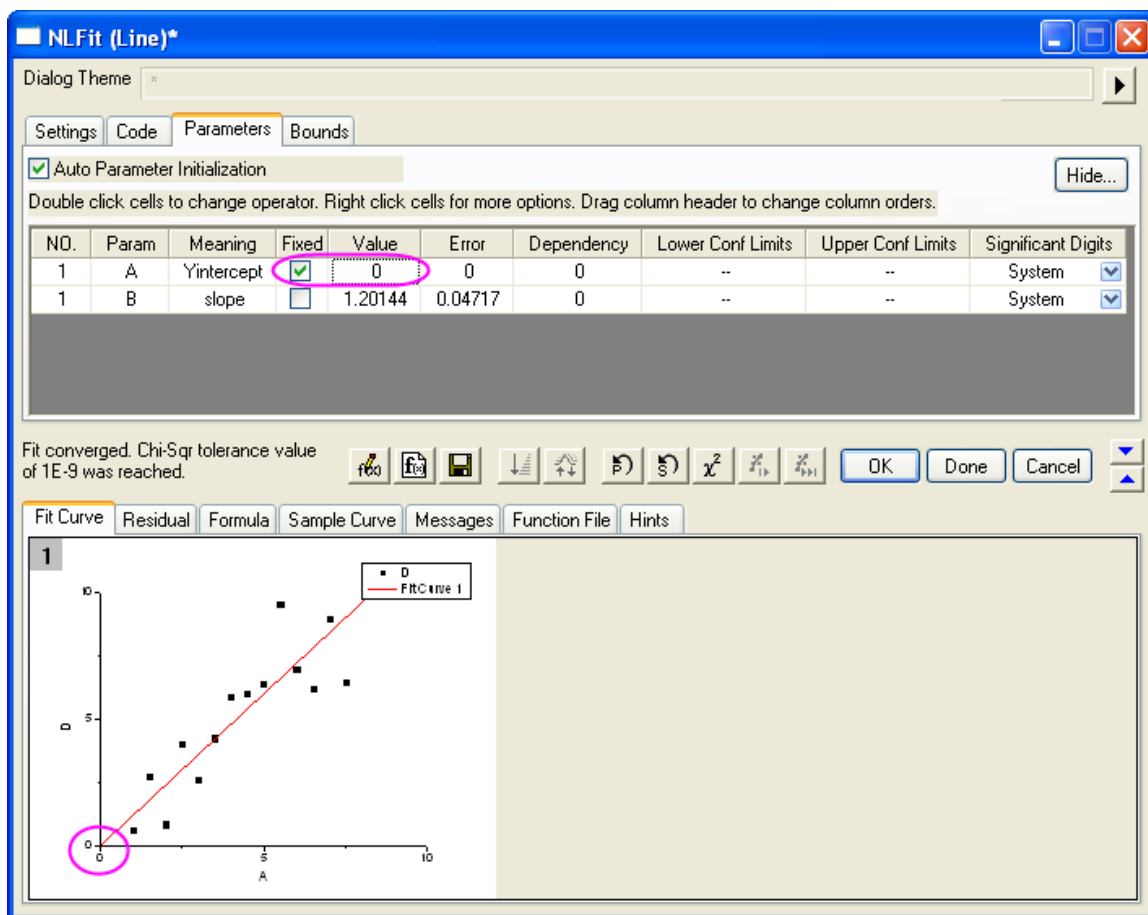 NLFit (Line)*
Dialog Theme *
Settings Code Parameters Bounds
Auto Parameter Initialization
Hide...
Double click cells to change operator. Right click cells for more options. Drag column header to change column orders.
NO. Param Meaning Fixed Value Error Dependency Lower Conf Limits Upper Conf Limits Significant Digits
1 A Yintercept 0 0 0 -- -- System
1 B slope 1.20144 0.04717 0 -- -- System
Fit converged. Chi-Sqr tolerance value
of 1E-9 was reached.
f(x) f(x) P S χ² OK Done Cancel
Fit Curve Residual Formula Sample Curve Messages Function File Hints
1
D
FitCurve 1
10
5
D
0
0 5 10
A